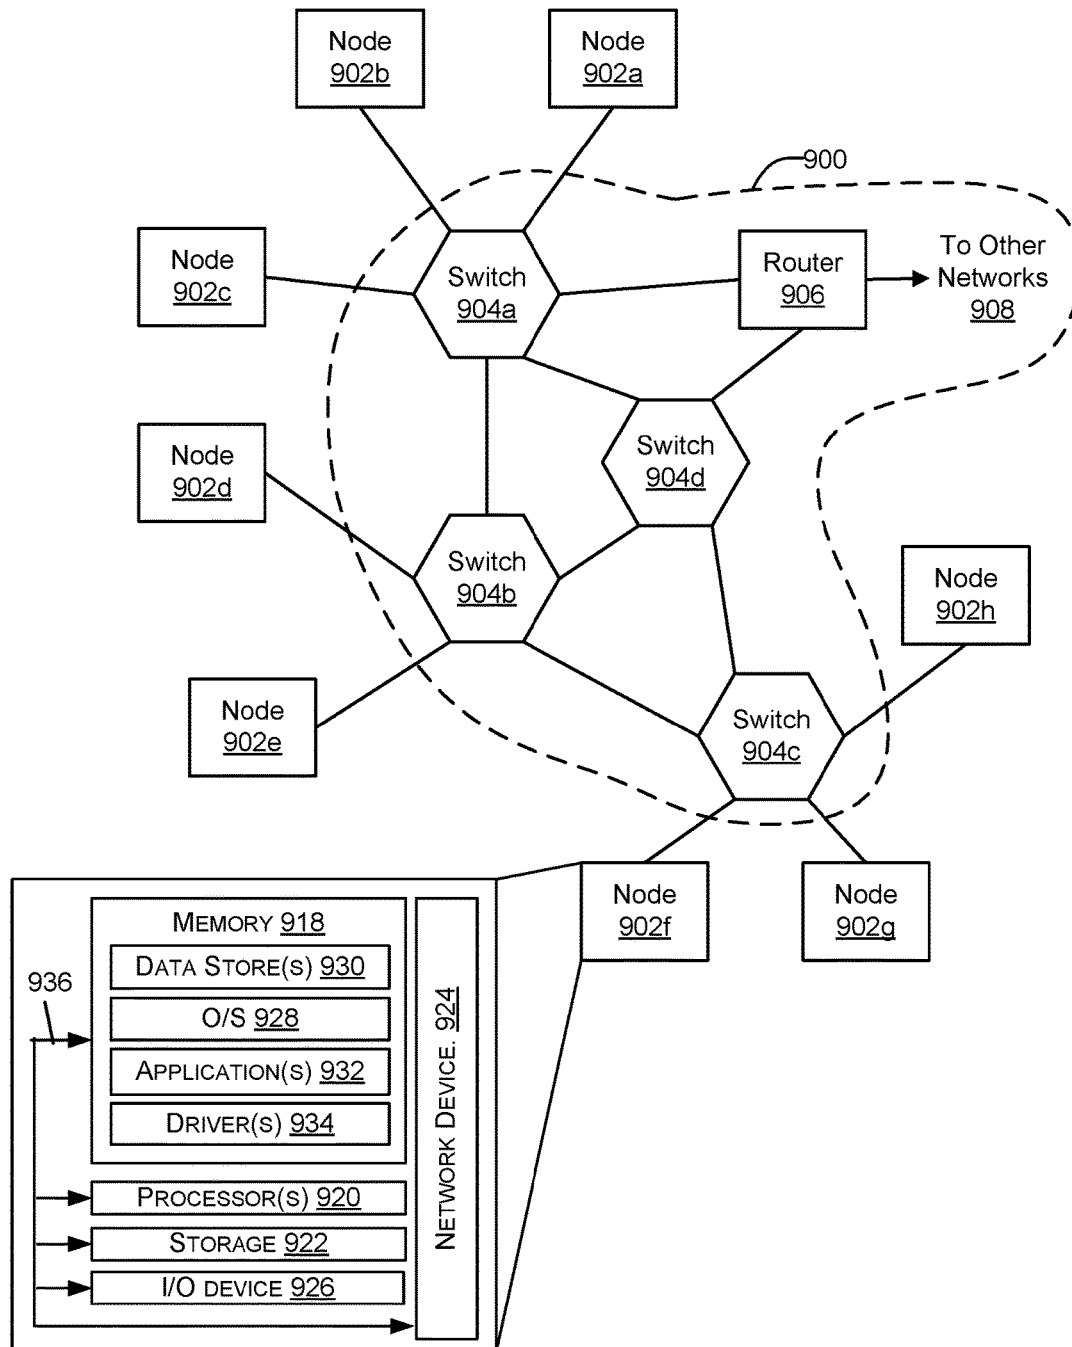 Node
902b
Node
902a
900
Node
902c
Switch
904a
Router
906
To Other
Networks
908
Node
902d
Switch
904d
Switch
904b
Node
902h
Node
902e
Switch
904c
Node
902f
Node
902g
MEMORY 918
DATA STORE(S) 930
936
O/S 928
APPLICATION(S) 932
DRIVER(S) 934
NETWORK DEVICE. 924
PROCESSOR(S) 920
STORAGE 922
I/O DEVICE 926